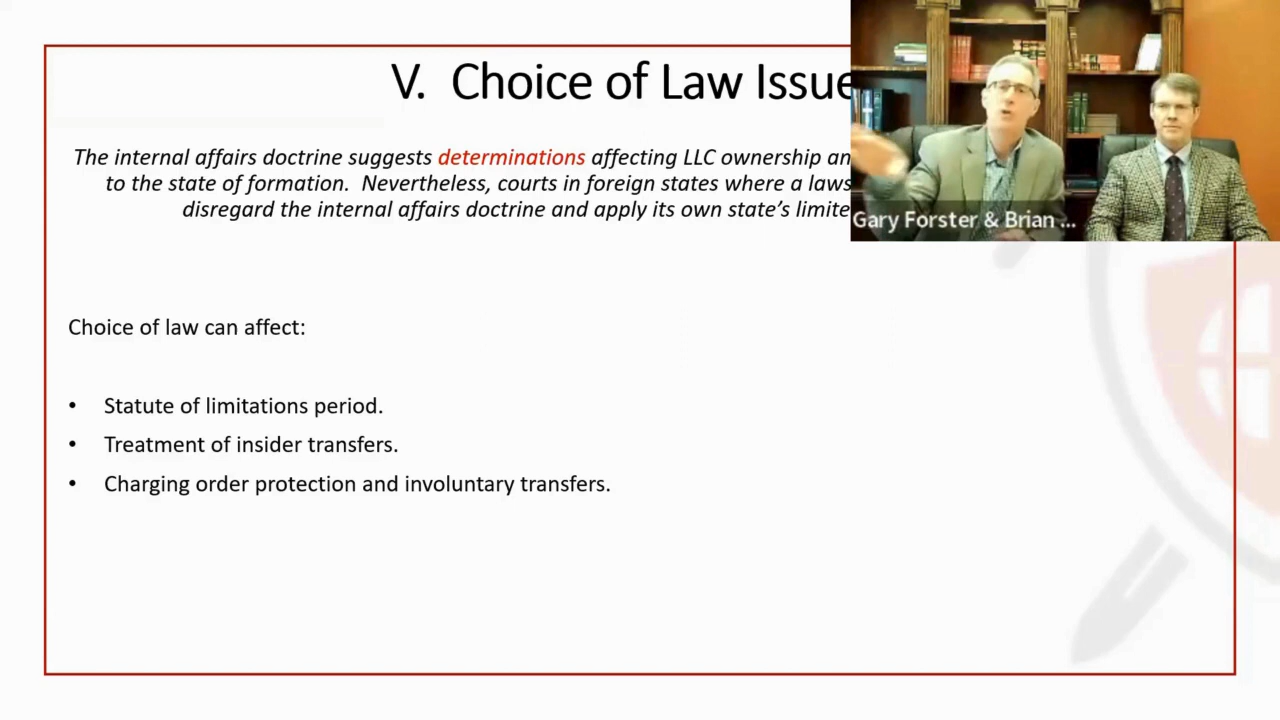 V. Choice of Law Issue
The internal affairs doctrine suggests determinations affecting LLC ownership an
to the state of formation. Nevertheless, courts in foreign states where a laws
disregard the internal affairs doctrine and apply its own state's limite
Gary Forster & Brian ...
Choice of law can affect:
• Statute of limitations period.
• Treatment of insider transfers.
• Charging order protection and involuntary transfers.